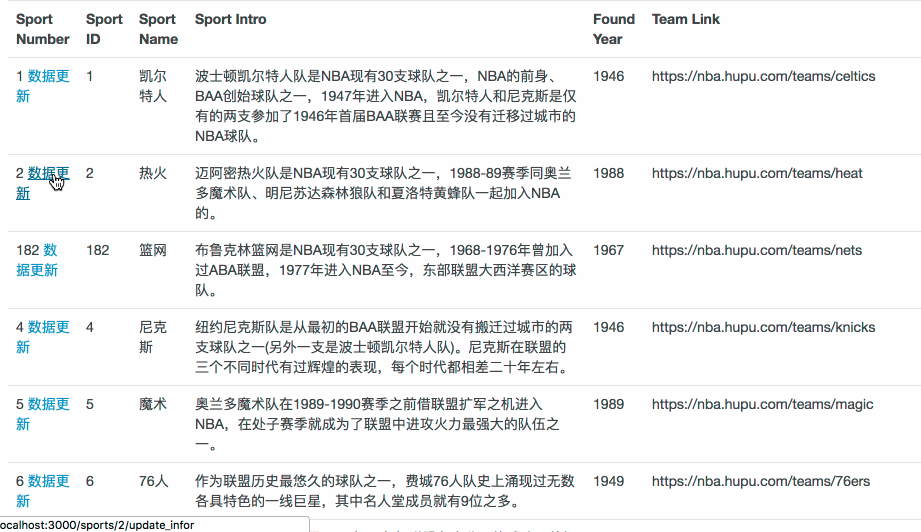 Sport Number Sport ID Sport Name Sport Intro Found Year Team Link
1 数据更新 1 凯尔特人 波士顿凯尔特人队是NBA现有30支球队之一，NBA的前身、
BAA创始球队之一，1947年进入NBA，凯尔特人和尼克斯是仅
有的两支参加了1946年首届BAA联赛且至今没有迁移过城市的
NBA球队。
1946 https://nba.hupu.com/teams/celtics
2 数据更新 2 热火 迈阿密热火队是NBA现有30支球队之一，1988-89赛季同奥兰
多魔术队、明尼苏达森林狼队和夏洛特黄蜂队一起加入NBA
的。
1988 https://nba.hupu.com/teams/heat
182 数据更新 182 篮网 布鲁克林篮网是NBA现有30支球队之一，1968-1976年曾加入
过ABA联盟，1977年进入NBA至今，东部联盟大西洋赛区的球
队。
1967 https://nba.hupu.com/teams/nets
4 数据更新 4 尼克斯 纽约尼克斯队是从最初的BAA联盟开始就没有搬迁过城市的两
支球队之一(另外一支是波士顿凯尔特人队)。尼克斯在联盟的
三个不同时代有过辉煌的表现，每个时代都相差二十年左右。
1946 https://nba.hupu.com/teams/knicks
5 数据更新 5 魔术 奥兰多魔术队在1989-1990赛季之前借联盟扩军之机进入
NBA，在处子赛季就成为了联盟中进攻火力最强大的队伍之
一。
1989 https://nba.hupu.com/teams/magic
6 数据更新 6 76人 作为联盟历史最悠久的球队之一，费城76人队史上涌现过无数
各具特色的一线巨星，其中名人堂成员就有9位之多。
1949 https://nba.hupu.com/teams/76ers
ocalhost:3000/sports/2/update_infor